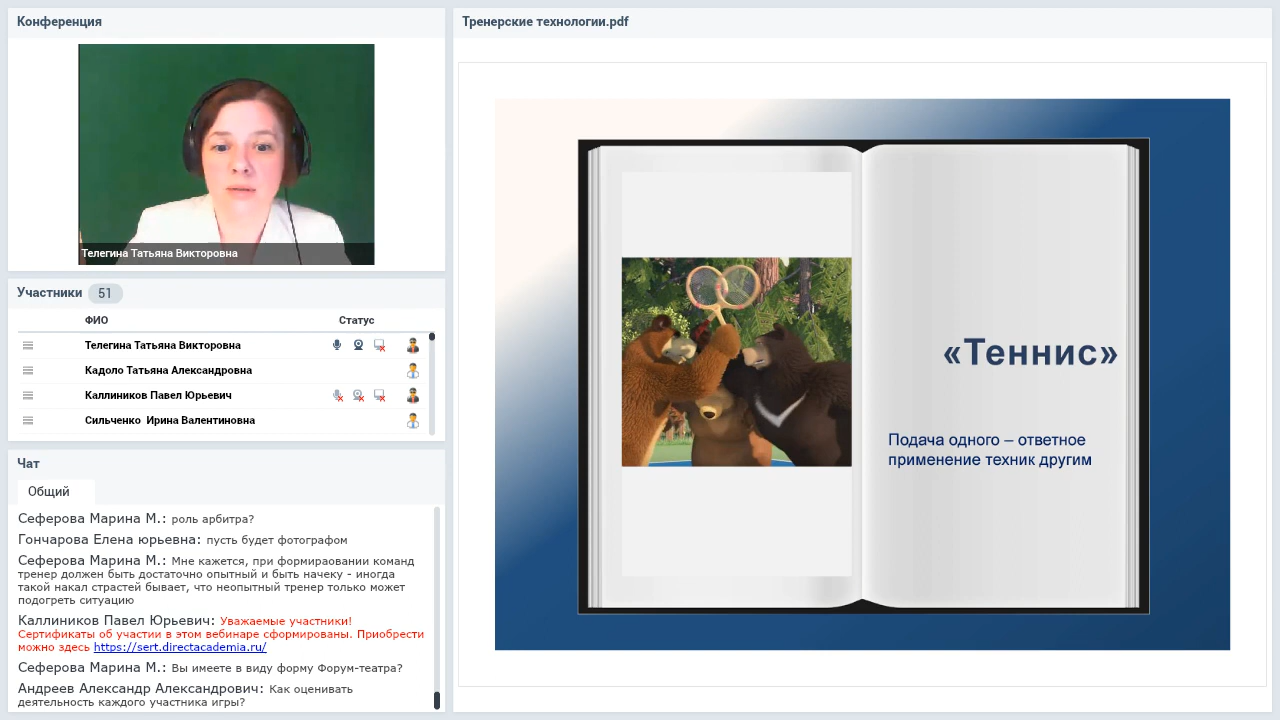 Конференция
Телегина Татьяна Викторовна
Участники 51
ФИО Статус
Телегина Татьяна Викторовна
Кадоло Татьяна Александровна
Каллиников Павел Юрьевич
Сильченко Ирина Валентиновна
Чат
Общий
Сеферова Марина М.: роль арбитра?
Гончарова Елена юрьевна: пусть будет фотографом
Сеферова Марина М.: Мне кажется, при формираовании команд
тренер должен быть достаточно опытный и быть начеку - иногда
такой накал страстей бывает, что неопытный тренер только может
подогреть ситуацию
Каллиников Павел Юрьевич: Уважаемые участники!
Сертификаты об участии в этом вебинаре сформированы. Приобрести
можно здесь https://sert.directacademia.ru/
Сеферова Марина М.: Вы имеете в виду форму Форум-театра?
Андреев Александр Александрович: Как оценивать
деятельность каждого участника игры?
Тренерские технологии.pdf
«Теннис»
Подача одного – ответное
применение техник другим